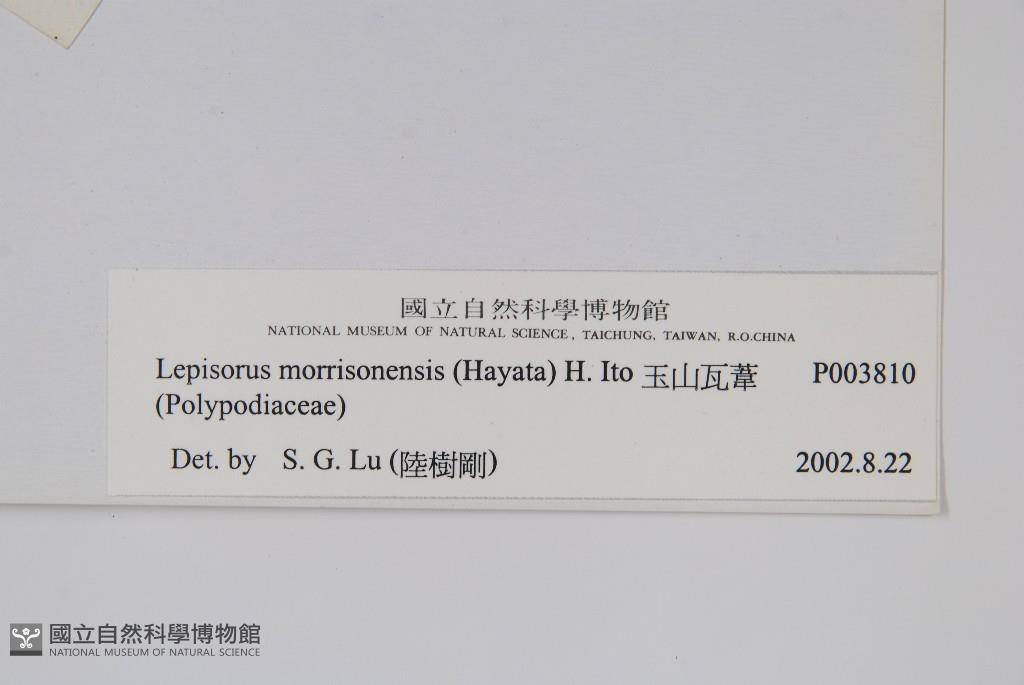 國立自然科學博物館
NATIONAL MUSEUM OF NATURAL SCIENCE, TAICHUNG, TAIWAN, R.O.CHINA
Lepisorus morrisonensis (Hayata) H. Ito 玉山瓦葦 P003810
(Polypodiaceae)
Det. by S. G. Lu (陸樹剛) 2002.8.22
國立自然科學博物館
NATIONAL MUSEUM OF NATURAL SCIENCE